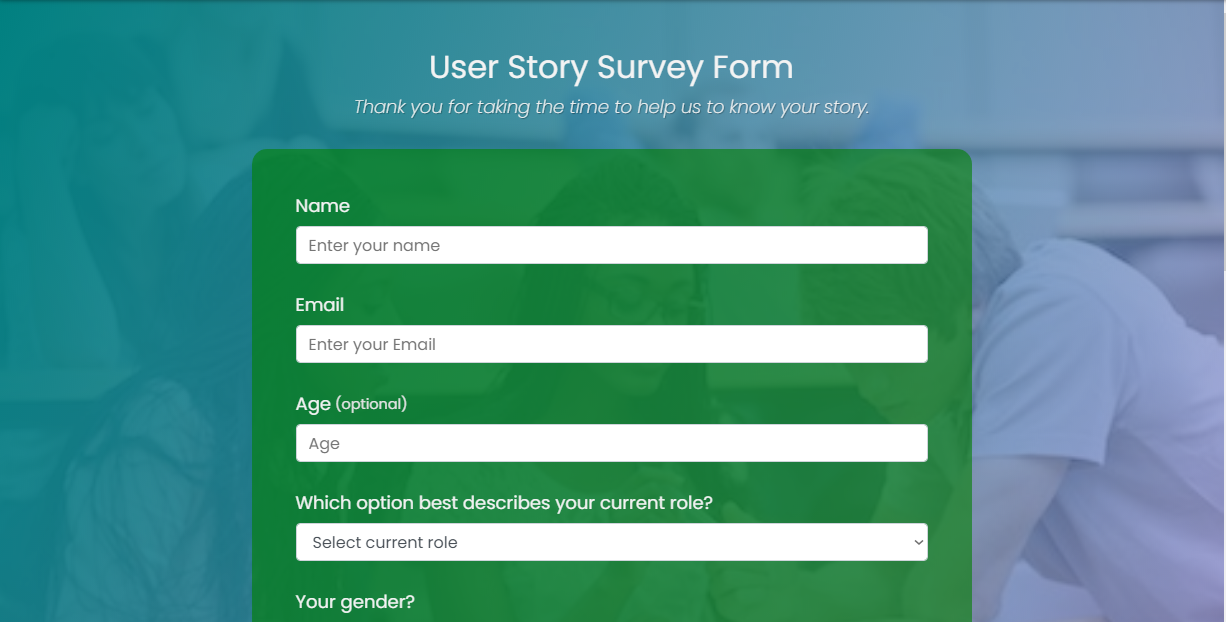 User Story Survey Form
Thank you for taking the time to help us to know your story.
Name
Enter your name
Email
Enter your Email
Age (optional)
Age
Which option best describes your current role?
Select current role
Your gender?